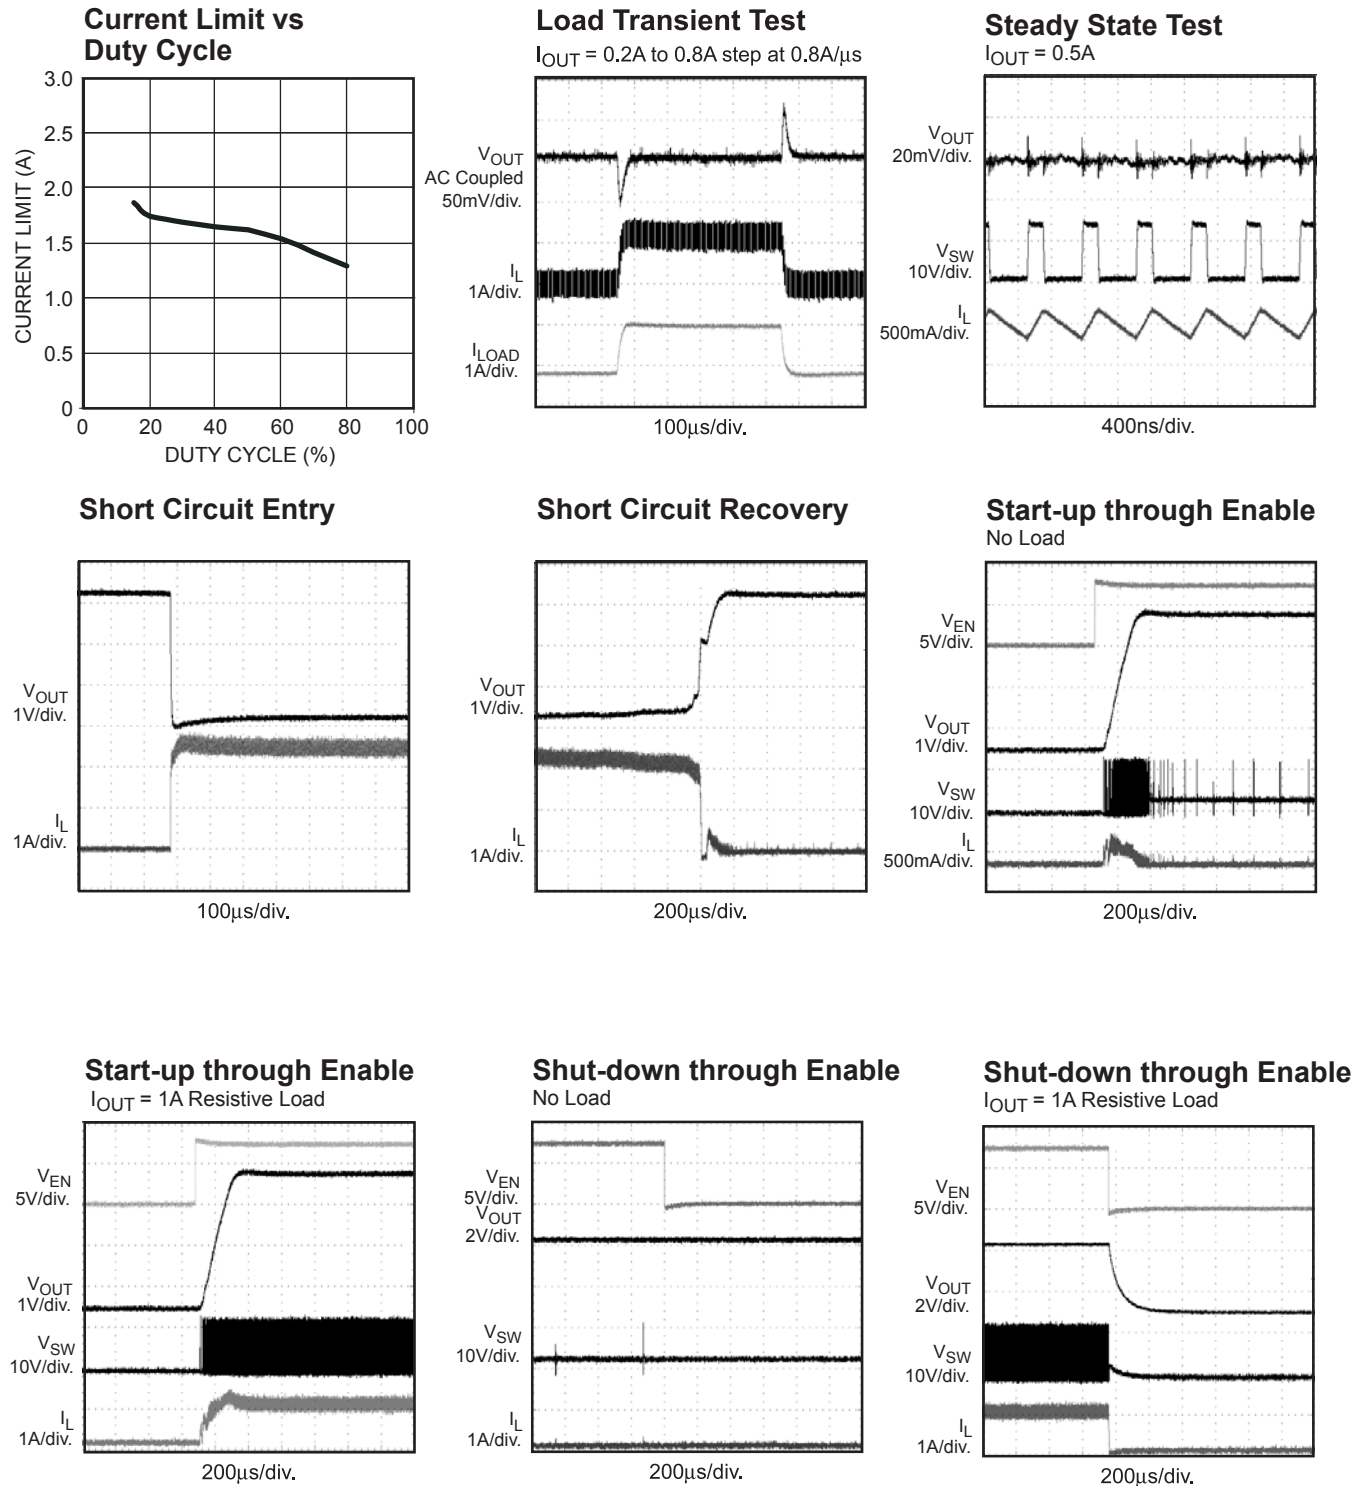 Current Limit vs
Duty Cycle
3.0
2.5
2.0
1.5
1.0
0.5
0
CURRENT LIMIT (A)
0 20 40 60 80 100
DUTY CYCLE (%)
Load Transient Test
IOUT = 0.2A to 0.8A step at 0.8A/μs
VOUT
AC Coupled
50mV/div.
IL
1A/div.
ILOAD
1A/div.
100μs/div.
Steady State Test
IOUT = 0.5A
VOUT
20mV/div.
VSW
10V/div.
IL
500mA/div.
400ns/div.
Short Circuit Entry
VOUT
1V/div.
IL
1A/div.
100μs/div.
Short Circuit Recovery
VOUT
1V/div.
IL
1A/div.
200μs/div.
Start-up through Enable
No Load
VEN
5V/div.
VOUT
1V/div.
VSW
10V/div.
IL
500mA/div.
200μs/div.
Start-up through Enable
IOUT = 1A Resistive Load
VEN
5V/div.
VOUT
1V/div.
VSW
10V/div.
IL
1A/div.
200μs/div.
Shut-down through Enable
No Load
VEN
5V/div.
VOUT
2V/div.
VSW
10V/div.
IL
1A/div.
200μs/div.
Shut-down through Enable
IOUT = 1A Resistive Load
VEN
5V/div.
VOUT
2V/div.
VSW
10V/div.
IL
1A/div.
200μs/div.